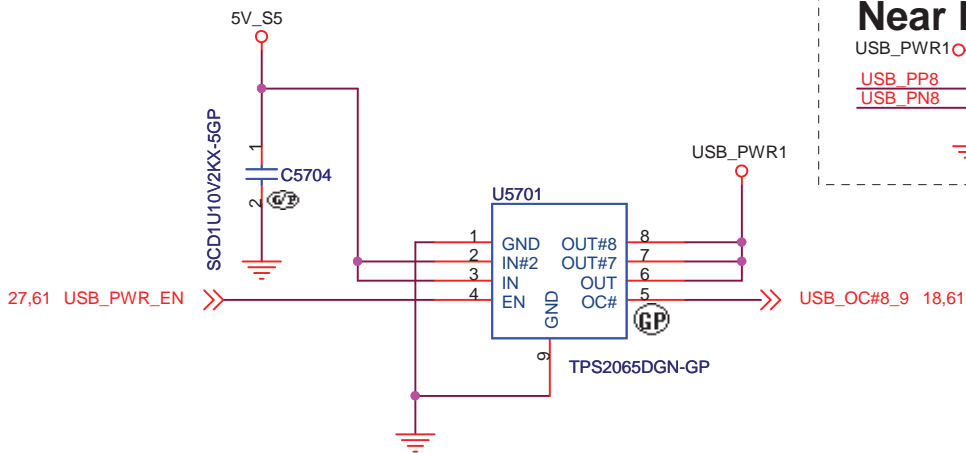 5V_S5
Near
USB_PWR1
USB_PP8
USB_PN8
SCD1U10V2KX-5GP
1
C5704
2
G/P
USB_PWR1
U5701
1 GND OUT#8 8
2 IN#2 OUT#7 7
3 IN OUT 6
4 EN OC# 5
GND
9
GP
27,61 USB_PWR_EN
USB_OC#8_9 18,61
TPS2065DGN-GP